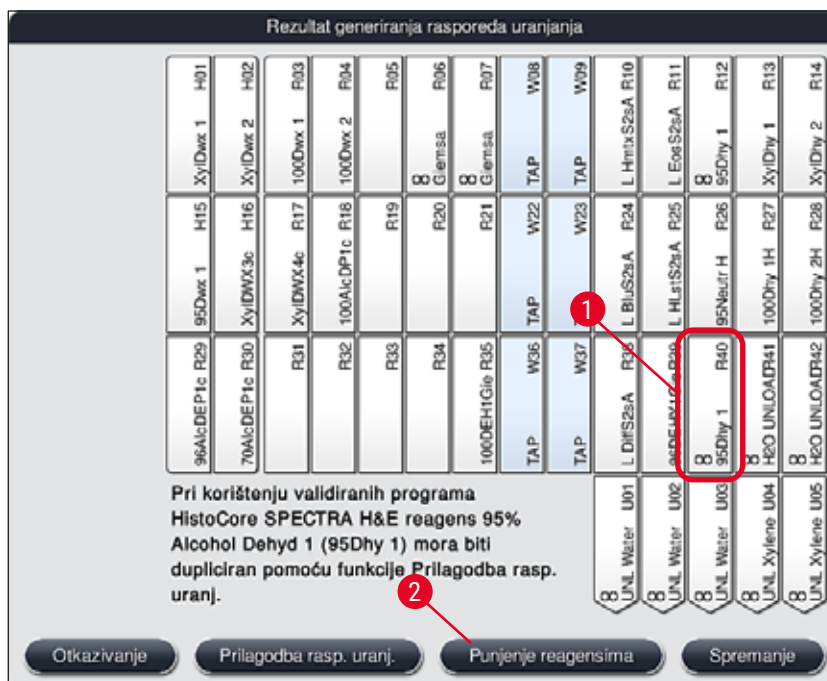 Rezultat generiranja rasporeda uranjanja
XylDwx 1 H01
XylDwx 2 H02
100Dwx 1 R03
100Dwx 2 R04
R05
∞ Giemsa R06
∞ Giemsa R07
TAP W08
TAP W09
L HmtxS2sA R10
L EosS2sA R11
∞ 95Dhy 1 R12
XylDhy 1 R13
XylDhy 2 R14
95Dwx 1 H15
XylDWX3c H16
XylDWX4c R17
100AlcDP1c R18
R19
R20
R21
TAP W22
W23
L BluS2sA R24
L HLstS2sA R25
95Neutr H R26
100Dhy 1H R27
100Dhy 2H R28
1
96AlcDEP1c R29
70AlcDEP1c R30
R31
R32
R33
R34
100DEH1Gie R35
TAP W36
TAP W37
L DiffS2sA
R39
∞ 95Dhy 1 R40
∞ H2O UNLOADR41
∞ H2O UNLOADR42
Pri korištenju validiranih programa
HistoCore SPECTRA H&E reagens 95%
Alcohol Dehyd 1 (95Dhy 1) mora biti
dupliciran pomoću funkcije Prilagodba rasp.
uranj.
∞ UNL Water U01
∞ UNL Water U02
∞ UNL Water U03
∞ UNL Xylene U04
∞ UNL Xylene U05
2
Otkazivanje Prilagodba rasp. uranj. Punjenje reagensima Spremanje